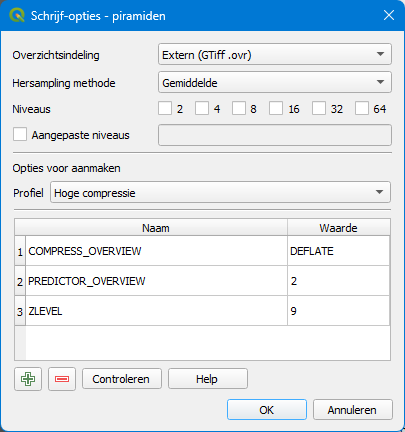 Schrijf-opties - piramiden
Overzichtsindeling Extern (GTiff .ovr)
Hersampling methode Gemiddelde
Niveaus 2 4 8 16 32 64
Aangepaste niveaus
Opties voor aanmaken
Profiel Hoge compressie
Naam Waarde
1 COMPRESS_OVERVIEW DEFLATE
2 PREDICTOR_OVERVIEW 2
3 ZLEVEL 9
Controleren Help
OK Annuleren